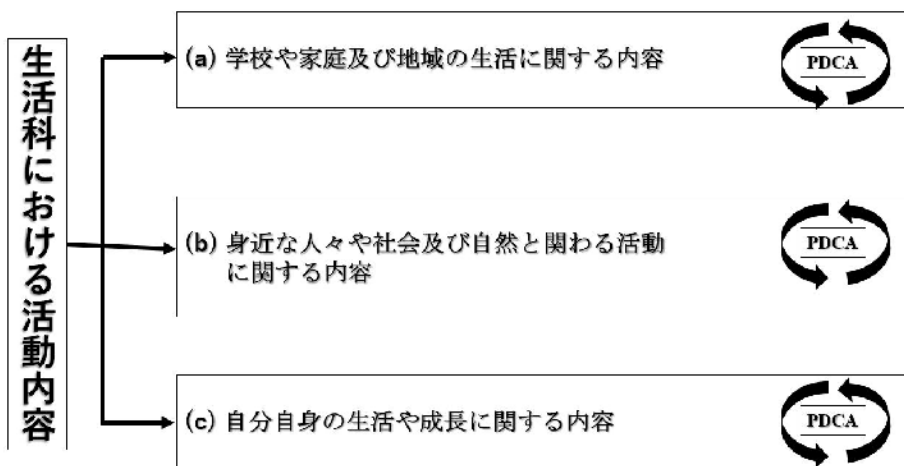 生活科における活動内容
(a) 学校や家庭及び地域の生活に関する内容
PDCA
(b) 身近な人々や社会及び自然と関わる活動
に関する内容
PDCA
(c) 自分自身の生活や成長に関する内容
PDCA